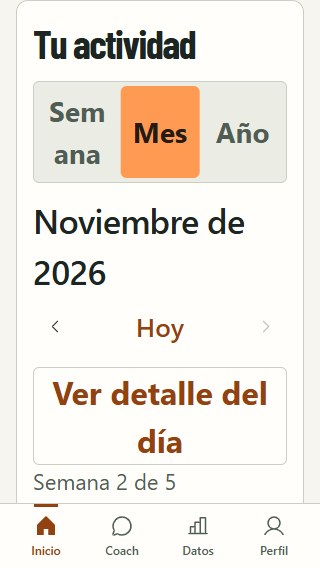 Tu actividad
Sem
ana
Mes
Año
Noviembre de
2026
Hoy
Ver detalle del
día
Semana 2 de 5
Inicio
Coach
Datos
Perfil